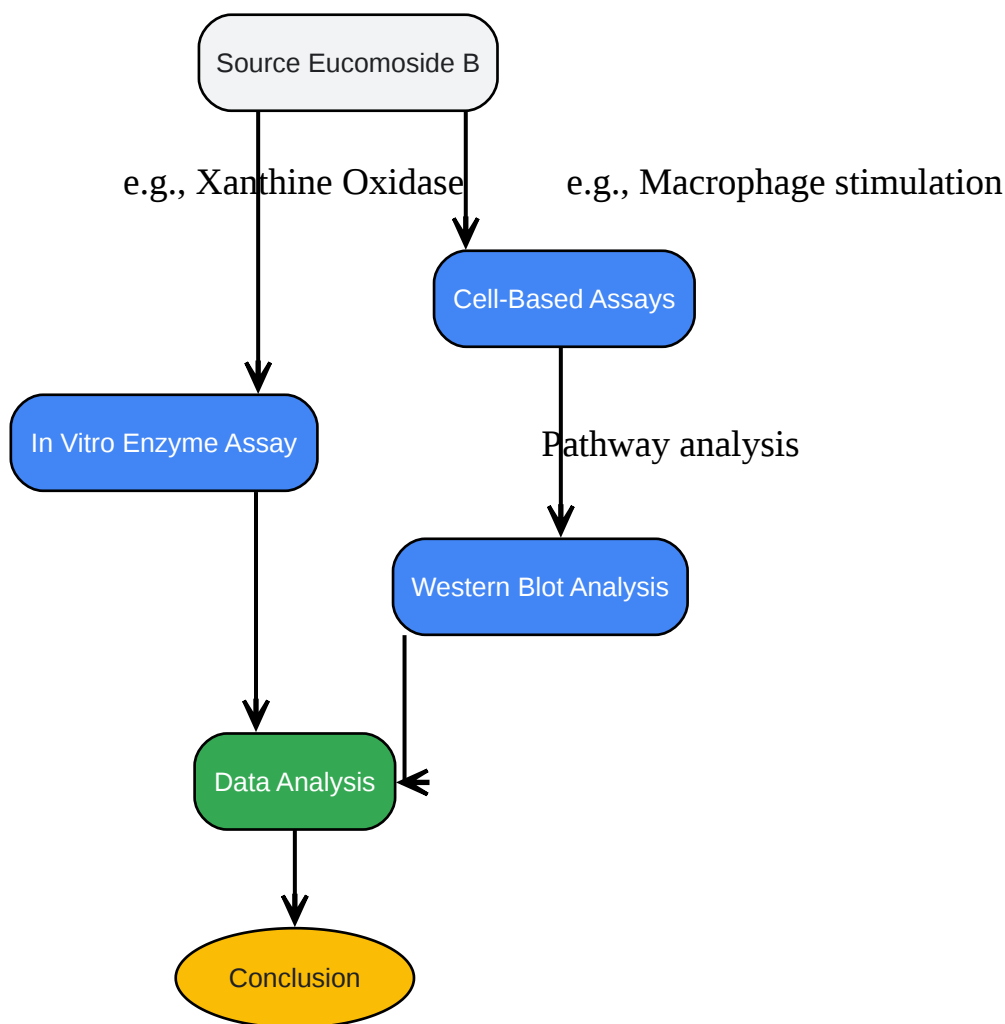 Source Eucomoside B
e.g., Xanthine Oxidase
e.g., Macrophage stimulation
Cell-Based Assays
In Vitro Enzyme Assay
Pathway analysis
Western Blot Analysis
Data Analysis
Conclusion